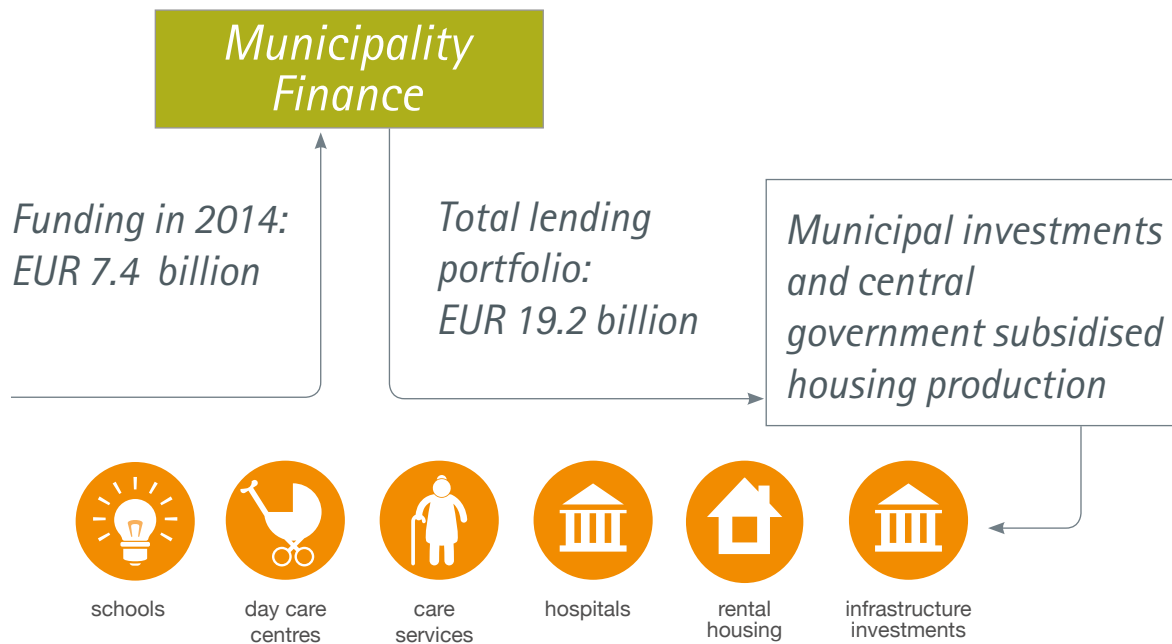 Municipality
Finance
Funding in 2014:
EUR 7.4 billion
Total lending
portfolio:
EUR 19.2 billion
Municipal investments
and central
government subsidised
housing production
schools
day care
centres
care
services
hospitals
rental
housing
infrastructure
investments